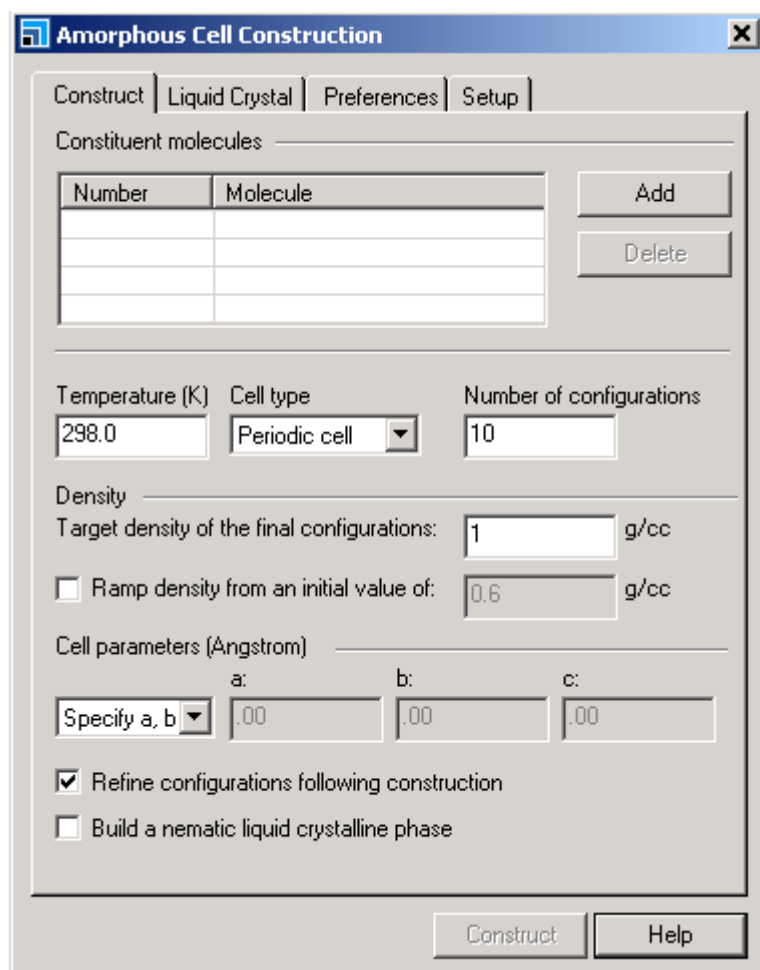 Amorphous Cell Construction
Construct Liquid Crystal Preferences Setup
Constituent molecules
Number Molecule Add
Delete
Temperature (K) Cell type Number of configurations
298.0 Periodic cell 10
Density
Target density of the final configurations: 1 g/cc
Ramp density from an initial value of: 0.6 g/cc
Cell parameters (Angstrom)
a: b: c:
Specify a, b .00 .00 .00
Refine configurations following construction
Build a nematic liquid crystalline phase
Construct Help